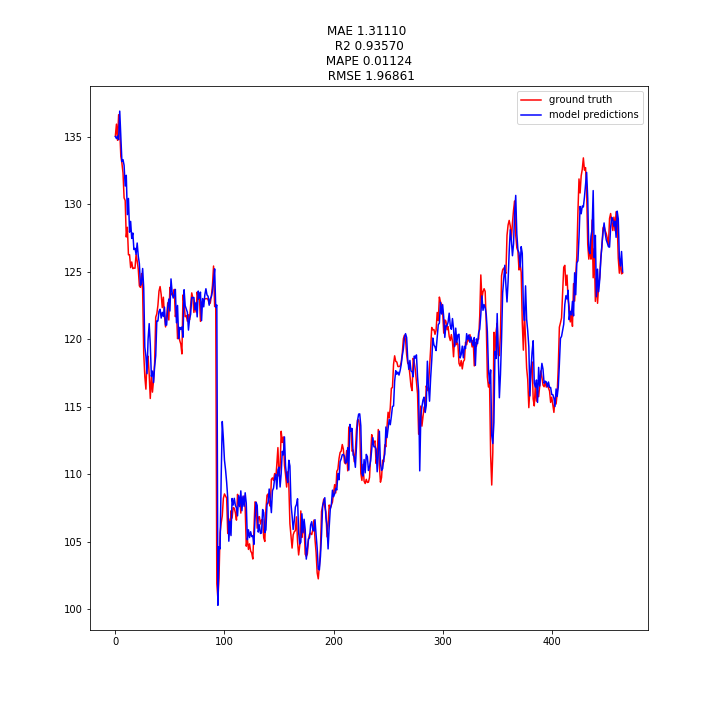 MAE 1.31110
R2 0.93570
MAPE 0.01124
RMSE 1.96861
ground truth
model predictions
135
130
125
120
115
110
105
100
0 100 200 300 400